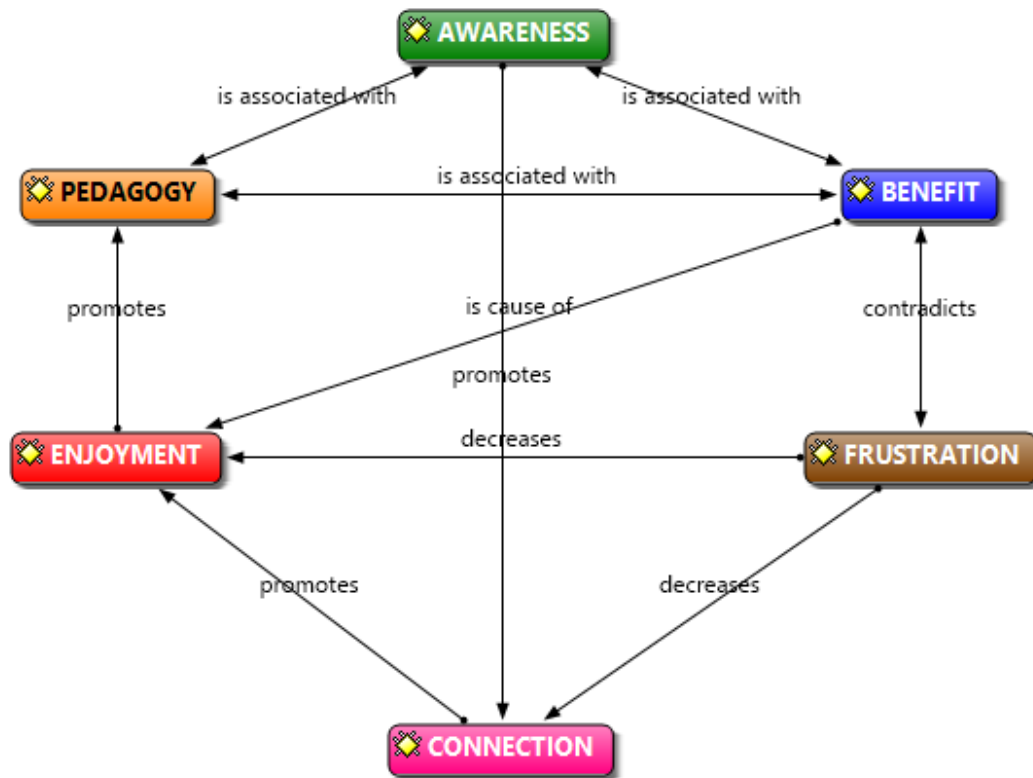 AWARENESS
is associated with
is associated with
is associated with
PEDAGOGY
BENEFIT
promotes
is cause of
contradicts
promotes
decreases
ENJOYMENT
FRUSTRATION
promotes
decreases
CONNECTION